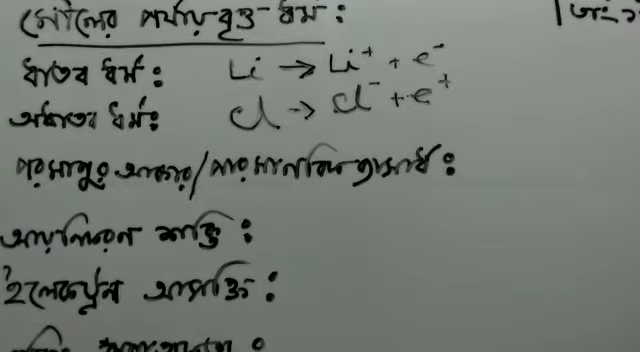 মৌলের পর্যায়বৃত্ত ধর্ম:
ধাতব ধর্ম: Li → Li⁺ + e⁻
অধাতব ধর্ম: Cl → Cl⁻ + e⁺
পরমাণুর আকার/পারমাণবিক ব্যাসার্ধ:
আয়নিকরণ শক্তি:
ইলেকট্রন আসক্তি: